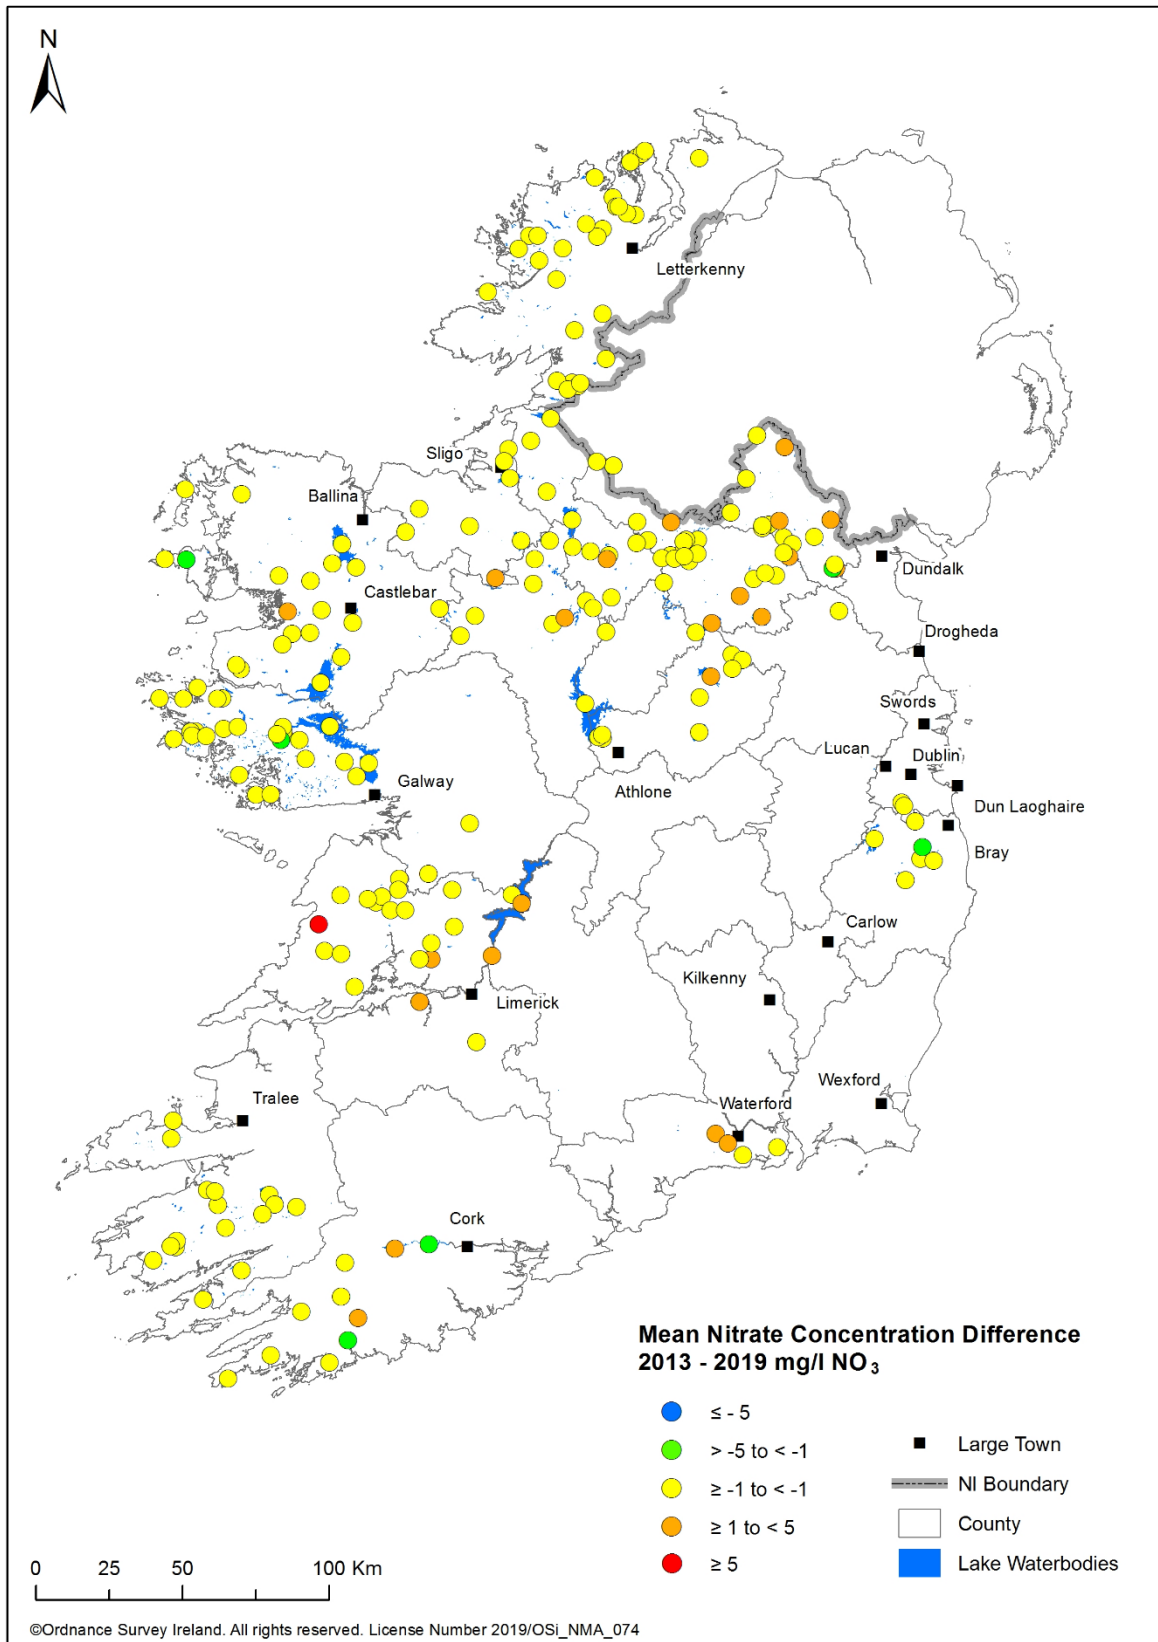 N
Letterkenny
Sligo
Ballina
Dundalk
Castlebar
Drogheda
Swords
Lucan
Dublin
Galway
Athlone
Dun Laoghaire
Bray
Carlow
Kilkenny
Limerick
Wexford
Tralee
Waterford
Cork
Mean Nitrate Concentration Difference
2013 - 2019 mg/l NO₃
≤ - 5
> -5 to < -1
≥ -1 to < -1
≥ 1 to < 5
≥ 5
Large Town
NI Boundary
County
Lake Waterbodies
0 25 50 100 Km
©Ordnance Survey Ireland. All rights reserved. License Number 2019/OSi_NMA_074